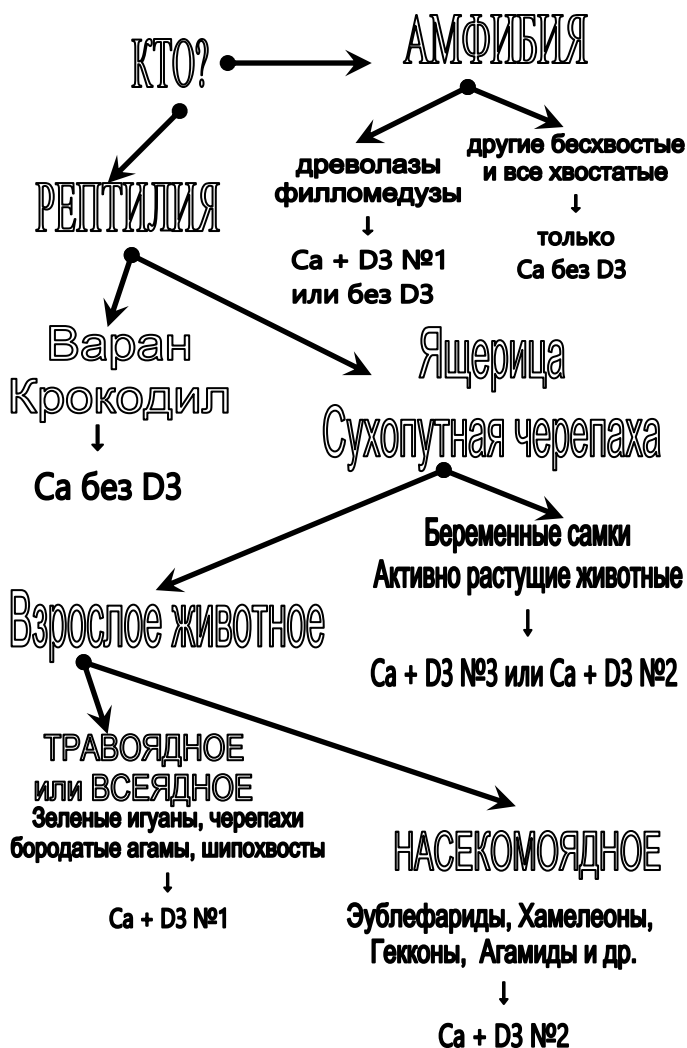 КТО?
АМФИБИЯ
древолазы
филломедузы
↓
Ca + D3 №1
или без D3
другие бесхвостые
и все хвостатые
↓
только
Ca без D3
РЕПТИЛИЯ
Варан
Крокодил
↓
Ca без D3
Ящерица
Сухопутная черепаха
Беременные самки
Активно растущие животные
↓
Ca + D3 №3 или Ca + D3 №2
Взрослое животное
ТРАВОЯДНОЕ
или ВСЕЯДНОЕ
Зеленые игуаны, черепахи
бородатые агамы, шипохвосты
↓
Ca + D3 №1
НАСЕКОМОЯДНОЕ
Эублефариды, Хамелеоны,
Гекконы, Агамиды и др.
↓
Ca + D3 №2